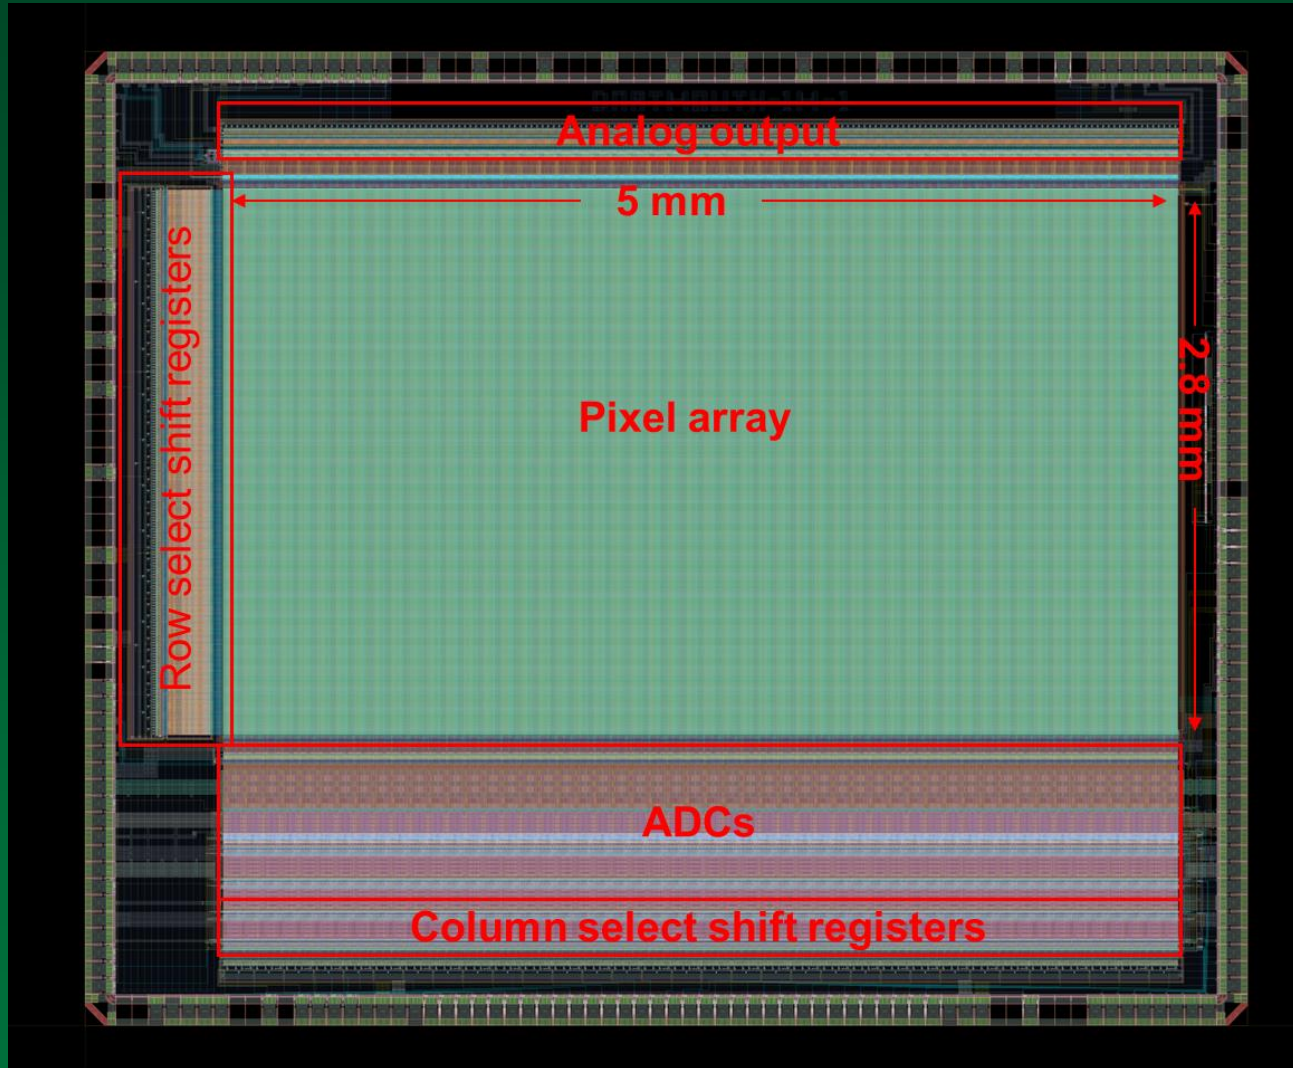 Analog output
5 mm
Row select shift registers
Pixel array
2.8 mm
ADCs
Column select shift registers